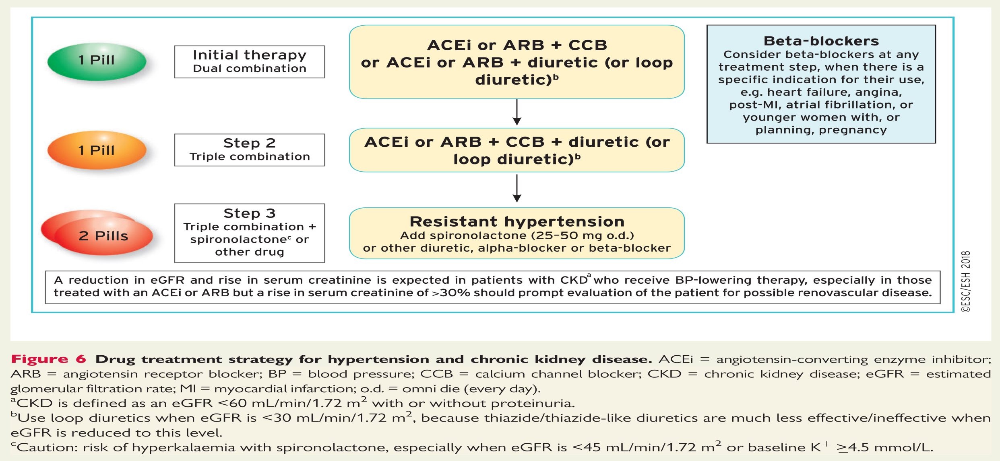 1 Pill
Initial therapy
Dual combination
ACEi or ARB + CCB
or ACEi or ARB + diuretic (or loop
diuretic)ᵇ
Beta-blockers
Consider beta-blockers at any
treatment step, when there is a
specific indication for their use,
e.g. heart failure, angina,
post-MI, atrial fibrillation, or
younger women with, or
planning, pregnancy
1 Pill
Step 2
Triple combination
ACEi or ARB + CCB + diuretic (or
loop diuretic)ᵇ
2 Pills
Step 3
Triple combination +
spironolactoneᶜ or
other drug
Resistant hypertension
Add spironolactone (25–50 mg o.d.)
or other diuretic, alpha-blocker or beta-blocker
A reduction in eGFR and rise in serum creatinine is expected in patients with CKDᵃ who receive BP-lowering therapy, especially in those
treated with an ACEi or ARB but a rise in serum creatinine of >30% should prompt evaluation of the patient for possible renovascular disease.
©ESC/ESH 2018
Figure 6 Drug treatment strategy for hypertension and chronic kidney disease. ACEi = angiotensin-converting enzyme inhibitor;
ARB = angiotensin receptor blocker; BP = blood pressure; CCB = calcium channel blocker; CKD = chronic kidney disease; eGFR = estimated
glomerular filtration rate; MI = myocardial infarction; o.d. = omni die (every day).
ᵃCKD is defined as an eGFR <60 mL/min/1.72 m² with or without proteinuria.
ᵇUse loop diuretics when eGFR is <30 mL/min/1.72 m², because thiazide/thiazide-like diuretics are much less effective/ineffective when
eGFR is reduced to this level.
ᶜCaution: risk of hyperkalaemia with spironolactone, especially when eGFR is <45 mL/min/1.72 m² or baseline K⁺ ≥4.5 mmol/L.